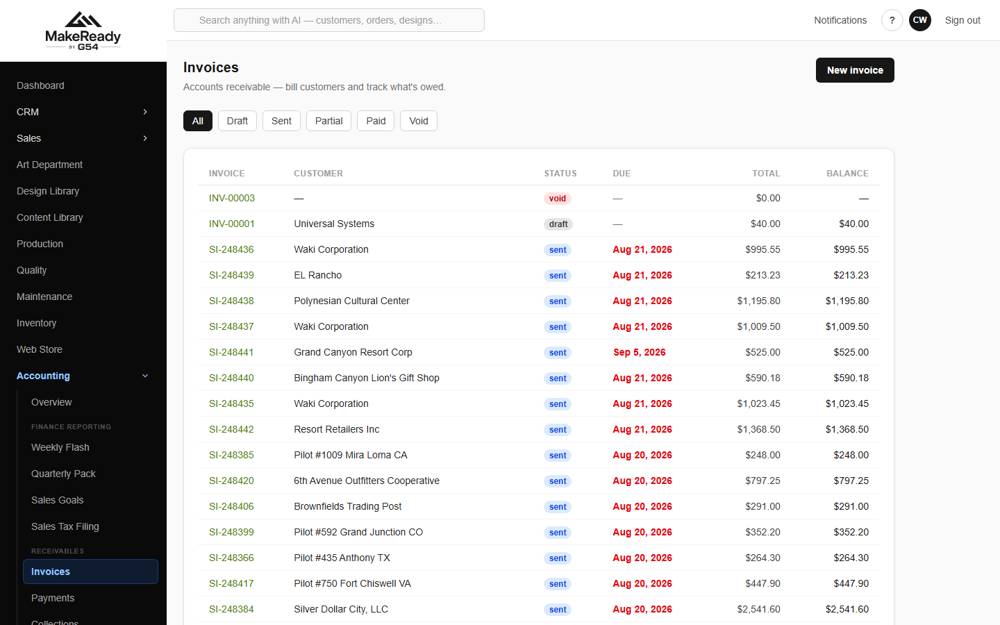 MakeReady
BY G54
Search anything with AI — customers, orders, designs...
Notifications
?
CW
Sign out
Dashboard
CRM
Sales
Art Department
Design Library
Content Library
Production
Quality
Maintenance
Inventory
Web Store
Accounting
Overview
FINANCE REPORTING
Weekly Flash
Quarterly Pack
Sales Goals
Sales Tax Filing
RECEIVABLES
Invoices
Payments
Collections
Invoices
New invoice
Accounts receivable — bill customers and track what's owed.
All Draft Sent Partial Paid Void
INVOICE CUSTOMER STATUS DUE TOTAL BALANCE
INV-00003 — void — $0.00 —
INV-00001 Universal Systems draft — $40.00 $40.00
SI-248436 Waki Corporation sent Aug 21, 2026 $995.55 $995.55
SI-248439 EL Rancho sent Aug 21, 2026 $213.23 $213.23
SI-248438 Polynesian Cultural Center sent Aug 21, 2026 $1,195.80 $1,195.80
SI-248437 Waki Corporation sent Aug 21, 2026 $1,009.50 $1,009.50
SI-248441 Grand Canyon Resort Corp sent Sep 5, 2026 $525.00 $525.00
SI-248440 Bingham Canyon Lion's Gift Shop sent Aug 21, 2026 $590.18 $590.18
SI-248435 Waki Corporation sent Aug 21, 2026 $1,023.45 $1,023.45
SI-248442 Resort Retailers Inc sent Aug 21, 2026 $1,368.50 $1,368.50
SI-248385 Pilot #1009 Mira Loma CA sent Aug 20, 2026 $248.00 $248.00
SI-248420 6th Avenue Outfitters Cooperative sent Aug 20, 2026 $797.25 $797.25
SI-248406 Brownfields Trading Post sent Aug 20, 2026 $291.00 $291.00
SI-248399 Pilot #592 Grand Junction CO sent Aug 20, 2026 $352.20 $352.20
SI-248366 Pilot #435 Anthony TX sent Aug 20, 2026 $264.30 $264.30
SI-248417 Pilot #750 Fort Chiswell VA sent Aug 20, 2026 $447.90 $447.90
SI-248384 Silver Dollar City, LLC sent Aug 20, 2026 $2,541.60 $2,541.60